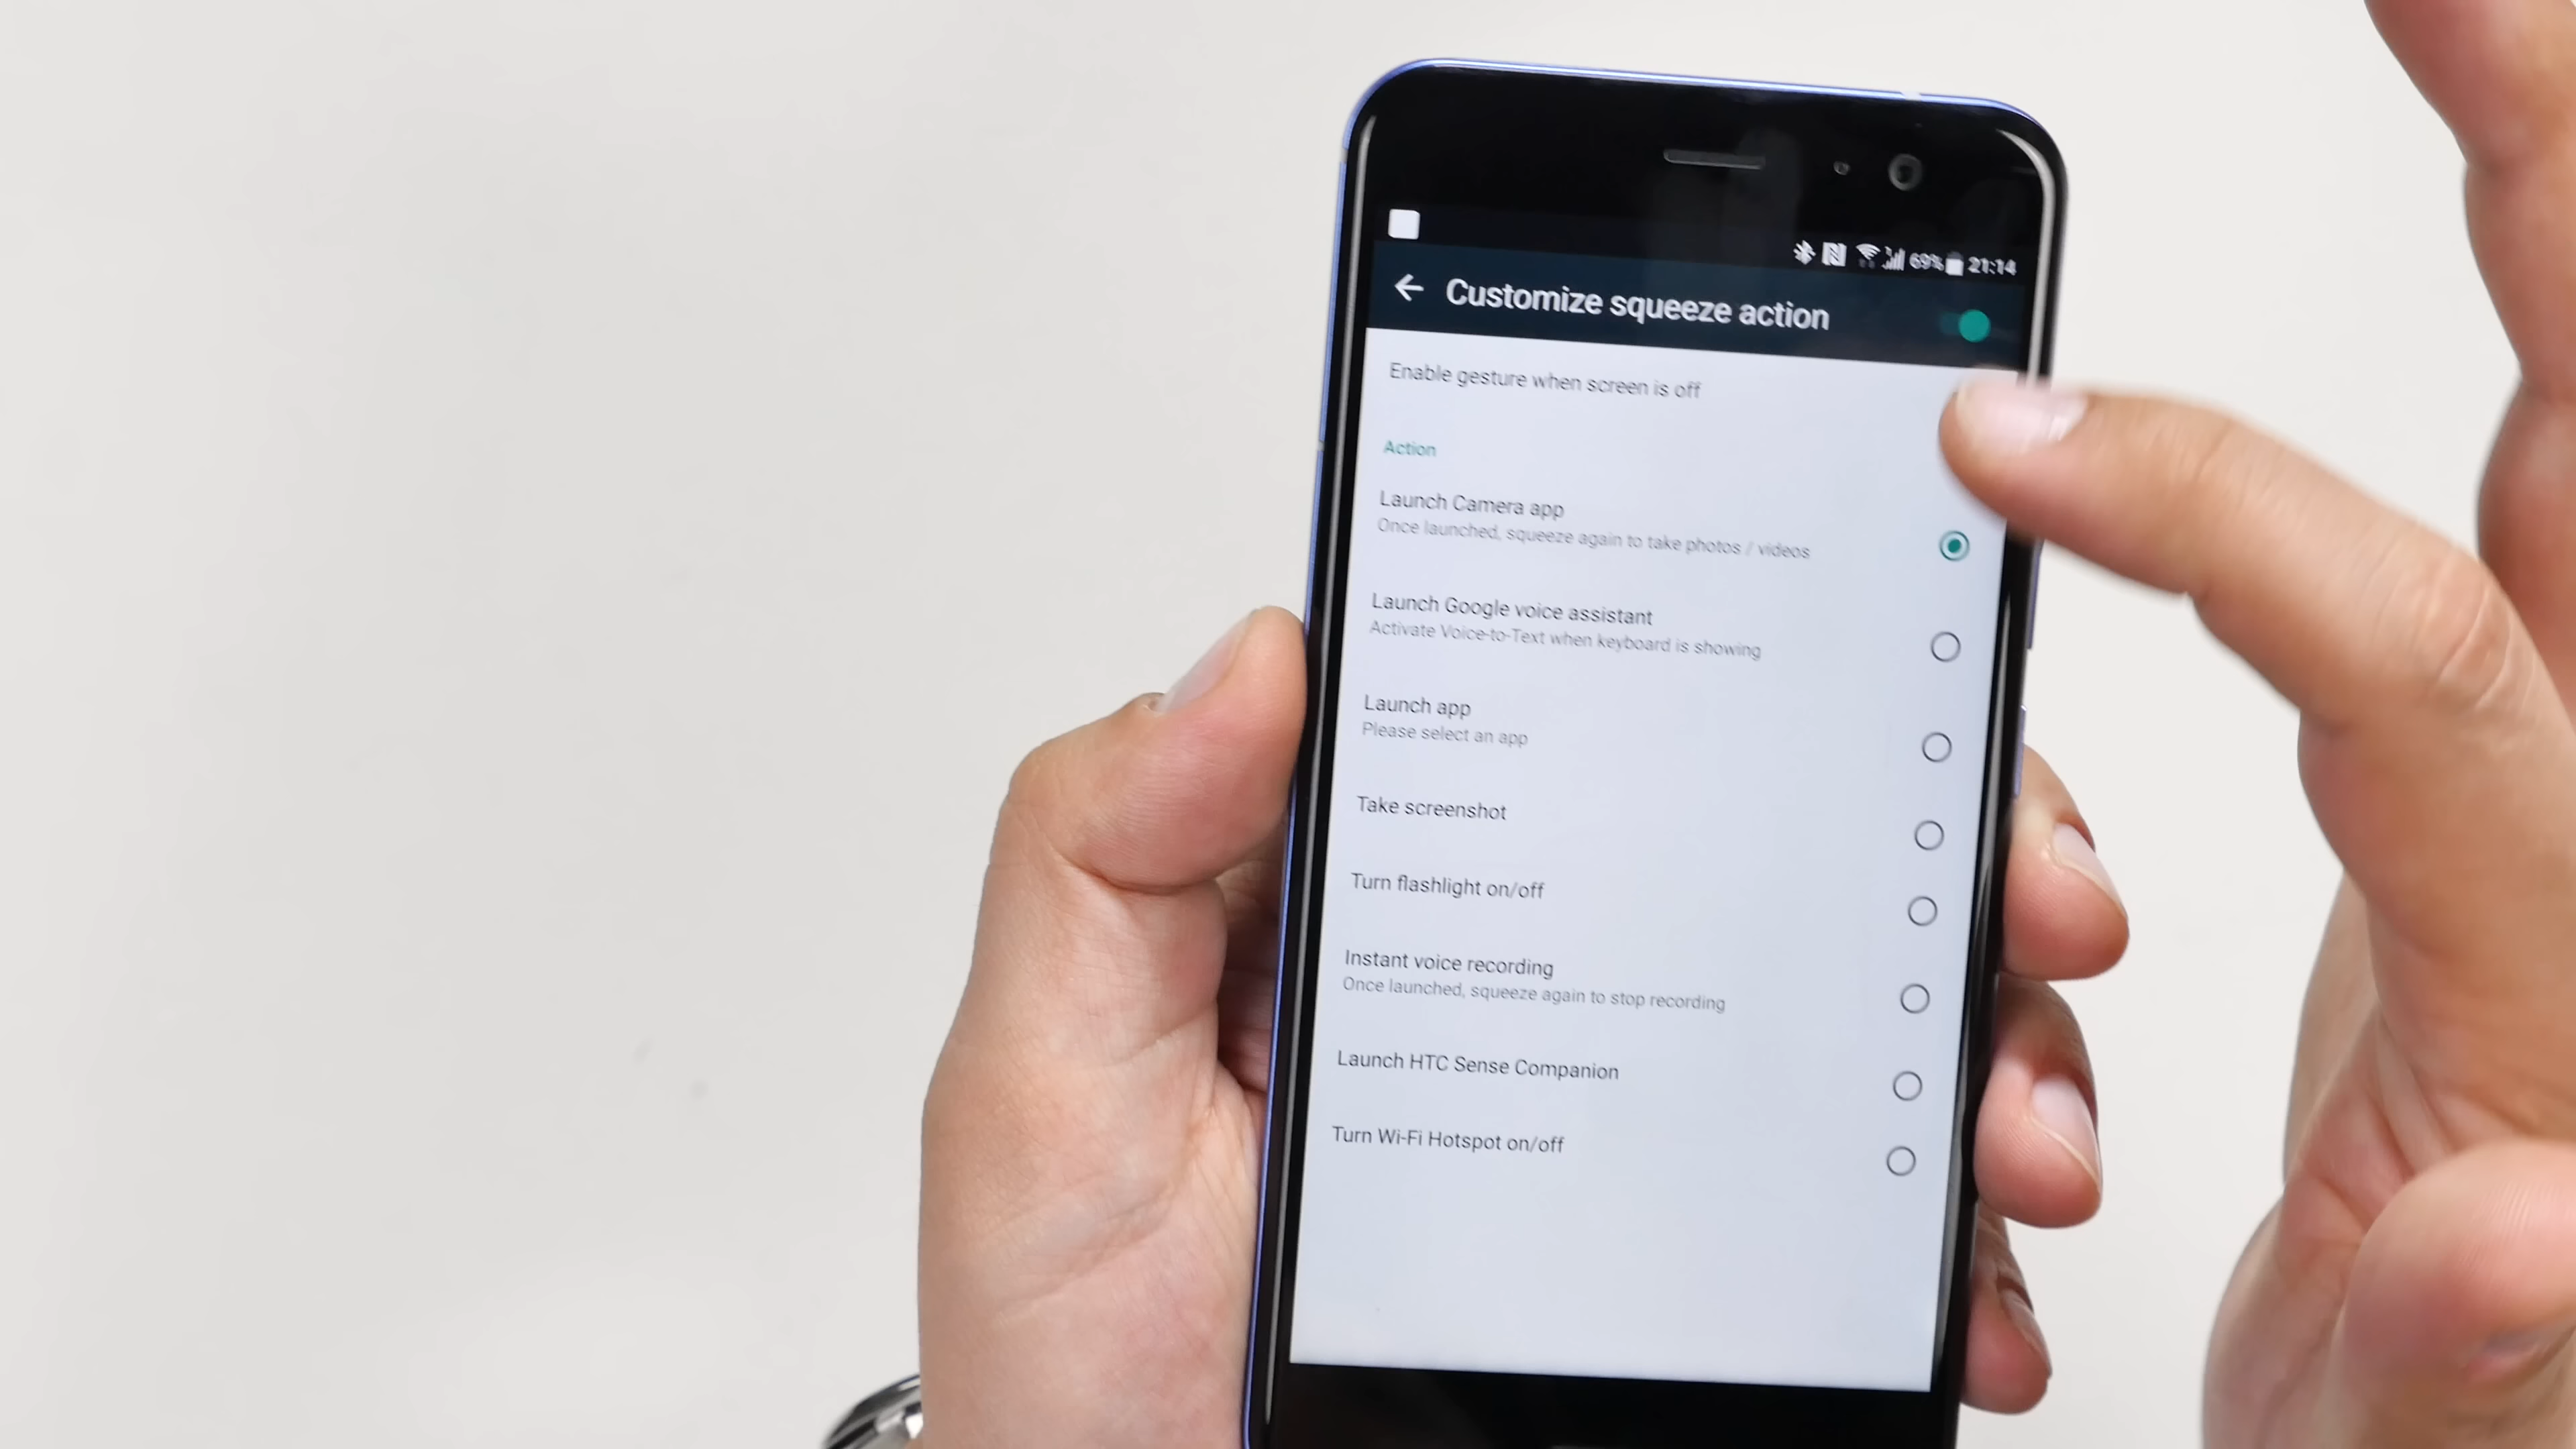 69% 21:14
Customize squeeze action
Enable gesture when screen is off
Action
Launch Camera app
Once launched, squeeze again to take photos / videos
Launch Google voice assistant
Activate Voice-to-Text when keyboard is showing
Launch app
Please select an app
Take screenshot
Turn flashlight on/off
Instant voice recording
Once launched, squeeze again to stop recording
Launch HTC Sense Companion
Turn Wi-Fi Hotspot on/off